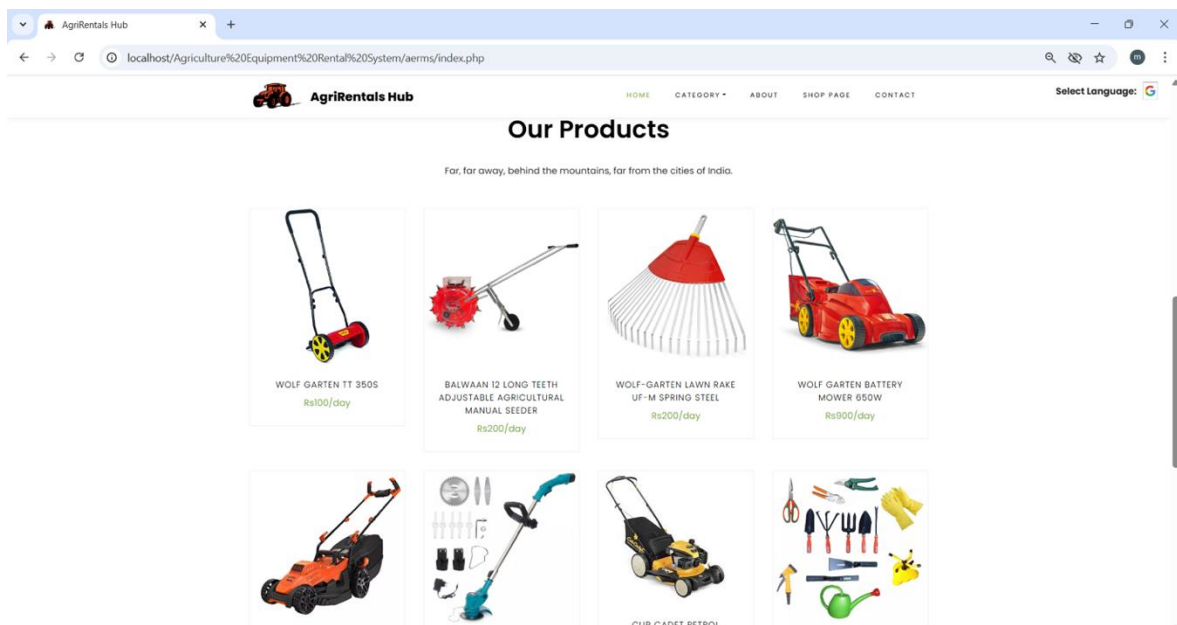 AgriRentals Hub
localhost/Agriculture%20Equipment%20Rental%20System/aerms/index.php
m
AgriRentals Hub
HOME CATEGORY ABOUT SHOP PAGE CONTACT
Select Language: G
Our Products
Far, far away, behind the mountains, far from the cities of India.
WOLF GARTEN TT 350S
Rs100/day
BALWAAN 12 LONG TEETH
ADJUSTABLE AGRICULTURAL
MANUAL SEEDER
Rs200/day
WOLF-GARTEN LAWN RAKE
UF-M SPRING STEEL
Rs200/day
WOLF GARTEN BATTERY
MOWER 650W
Rs900/day
CUB CADET PETROL